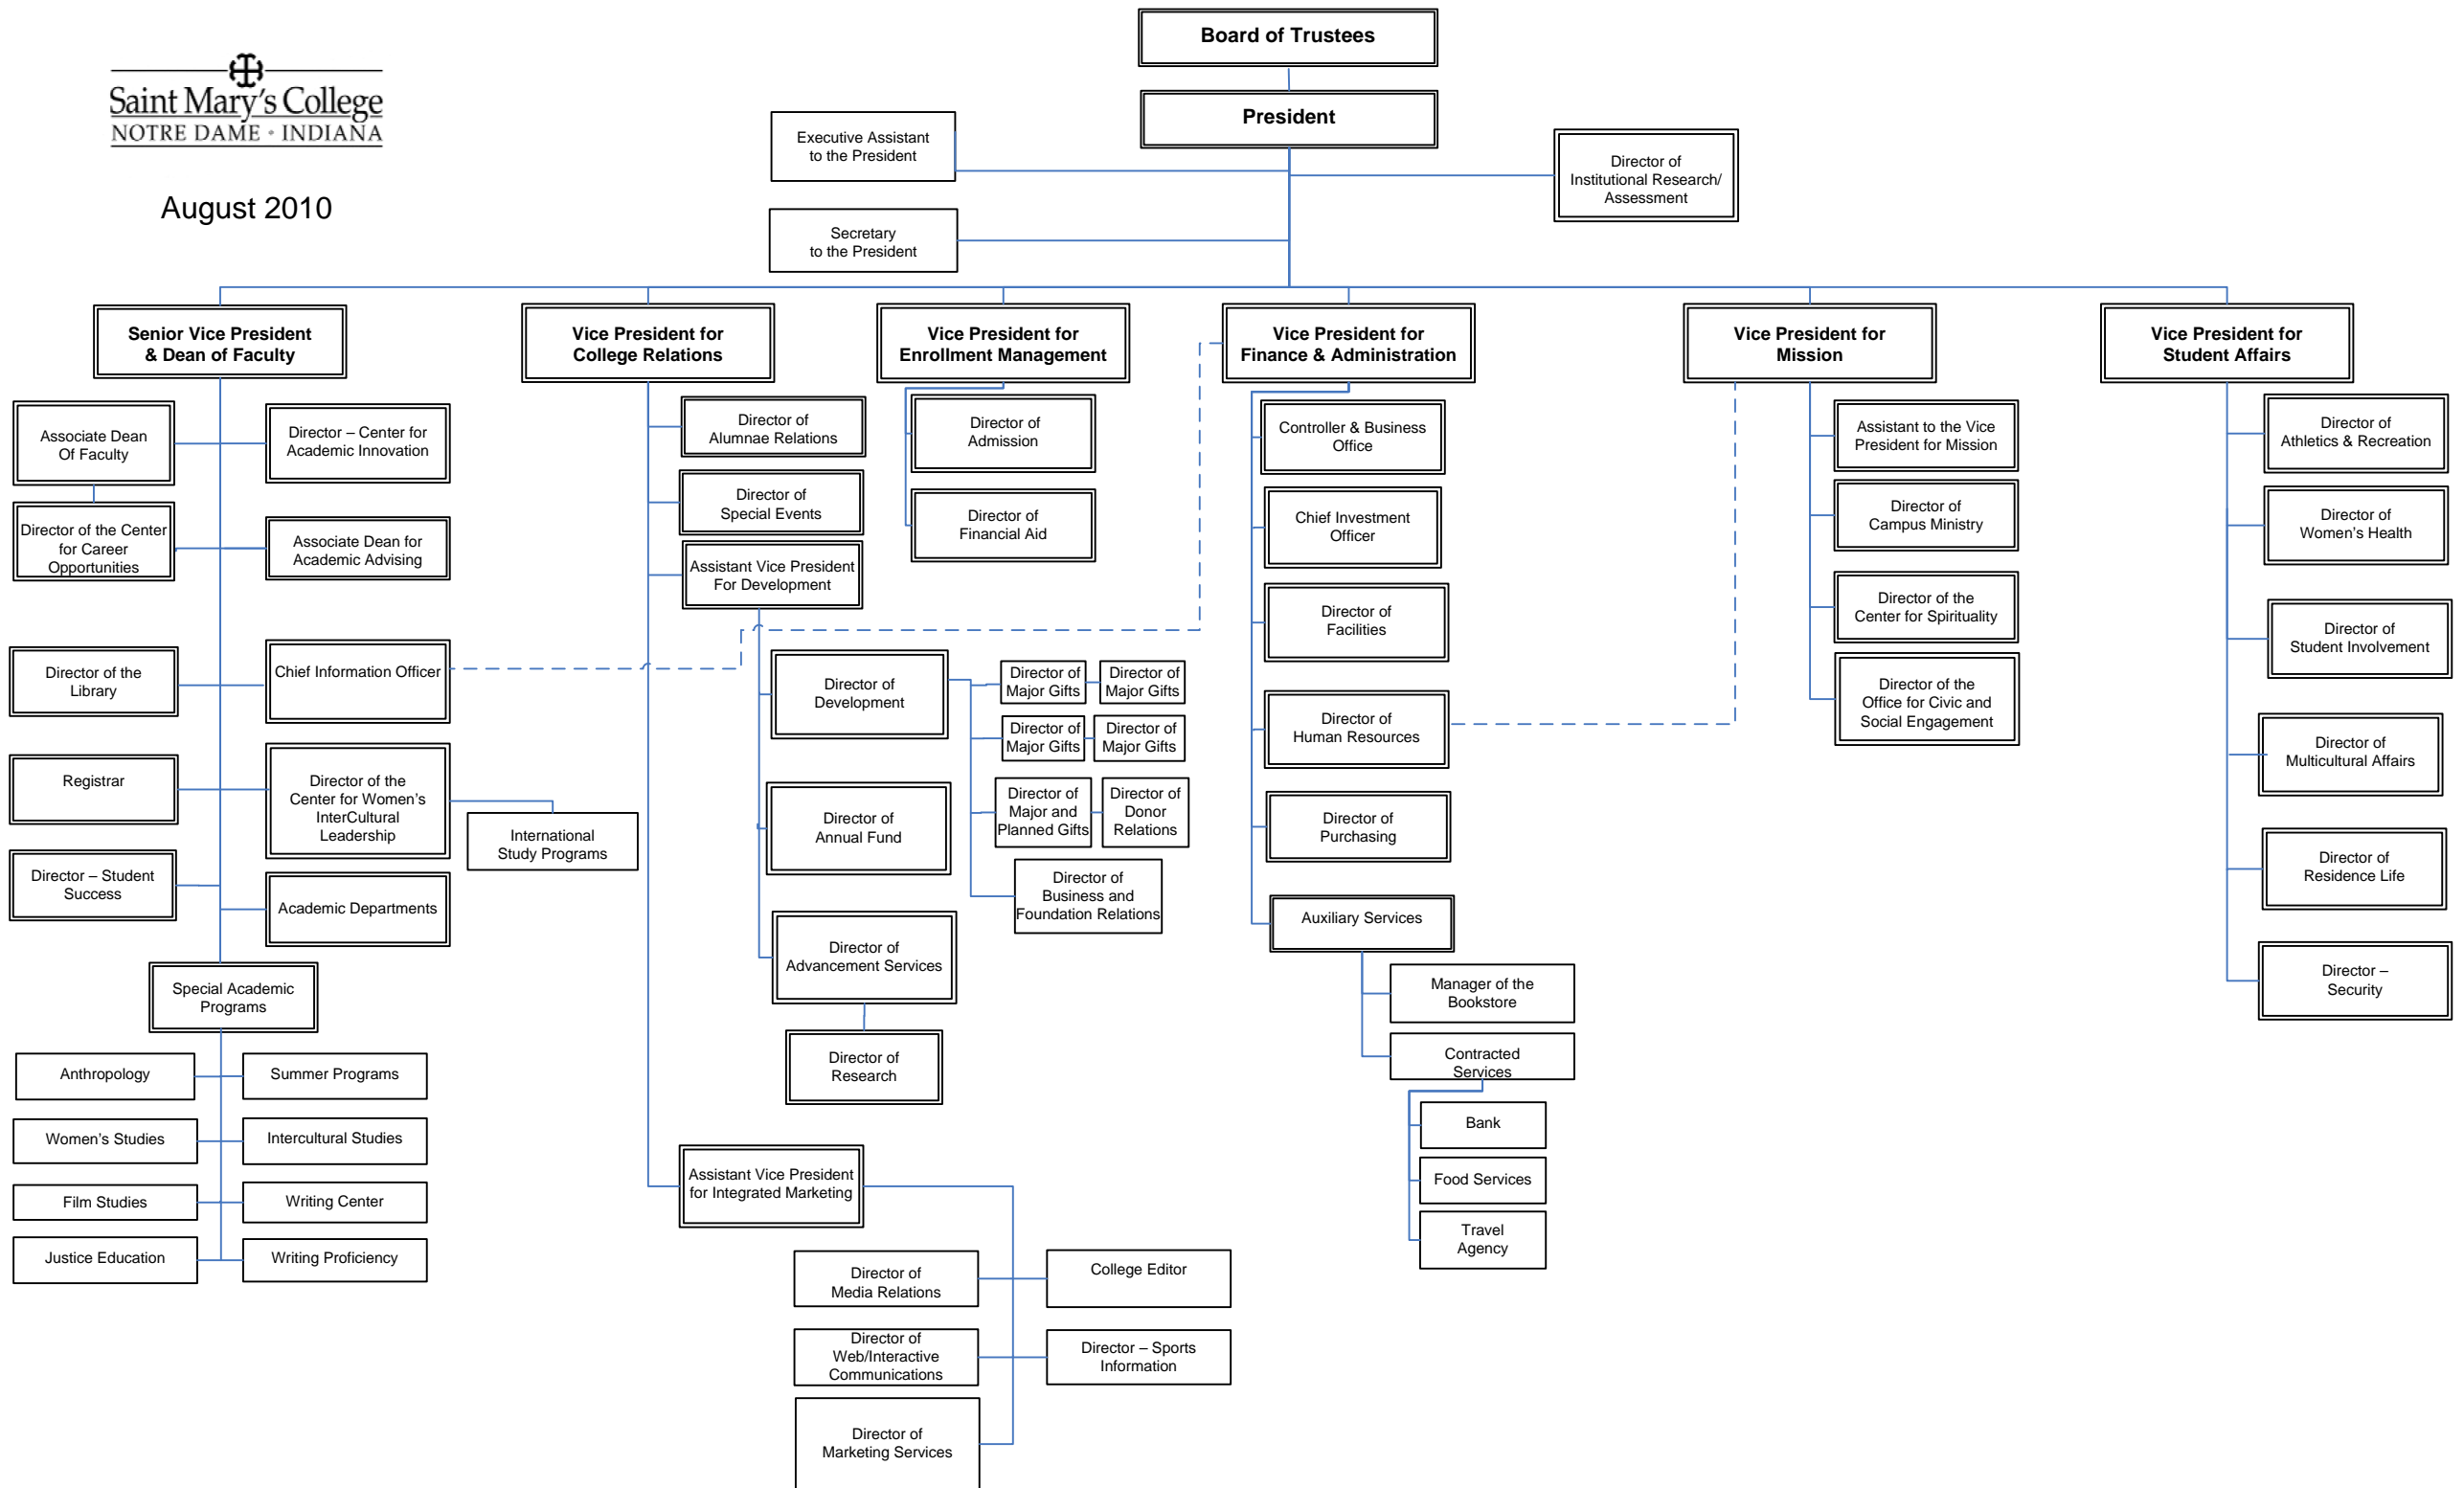 Board of Trustees
Saint Mary's College
NOTRE DAME • INDIANA
August 2010
President
Executive Assistant
to the President
Director of
Institutional Research/
Assessment
Secretary
to the President
Senior Vice President
& Dean of Faculty
Vice President for
College Relations
Vice President for
Enrollment Management
Vice President for
Finance & Administration
Vice President for
Mission
Vice President for
Student Affairs
Associate Dean
Of Faculty
Director – Center for
Academic Innovation
Director of the Center
for Career
Opportunities
Associate Dean for
Academic Advising
Director of the
Library
Chief Information Officer
Registrar
Director of the
Center for Women's
InterCultural
Leadership
International
Study Programs
Director – Student
Success
Academic Departments
Special Academic
Programs
Anthropology
Summer Programs
Women's Studies
Intercultural Studies
Film Studies
Writing Center
Justice Education
Writing Proficiency
Director of
Alumnae Relations
Director of
Special Events
Assistant Vice President
For Development
Director of
Development
Director of
Major Gifts
Director of
Major Gifts
Director of
Major Gifts
Director of
Major Gifts
Director of
Major and
Planned Gifts
Director of
Donor
Relations
Director of
Business and
Foundation Relations
Director of
Annual Fund
Director of
Advancement Services
Director of
Research
Assistant Vice President
for Integrated Marketing
Director of
Media Relations
College Editor
Director of
Web/Interactive
Communications
Director – Sports
Information
Director of
Marketing Services
Director of
Admission
Director of
Financial Aid
Controller & Business
Office
Chief Investment
Officer
Director of
Facilities
Director of
Human Resources
Director of
Purchasing
Auxiliary Services
Manager of the
Bookstore
Contracted
Services
Bank
Food Services
Travel
Agency
Assistant to the Vice
President for Mission
Director of
Campus Ministry
Director of the
Center for Spirituality
Director of the
Office for Civic and
Social Engagement
Director of
Athletics & Recreation
Director of
Women's Health
Director of
Student Involvement
Director of
Multicultural Affairs
Director of
Residence Life
Director –
Security